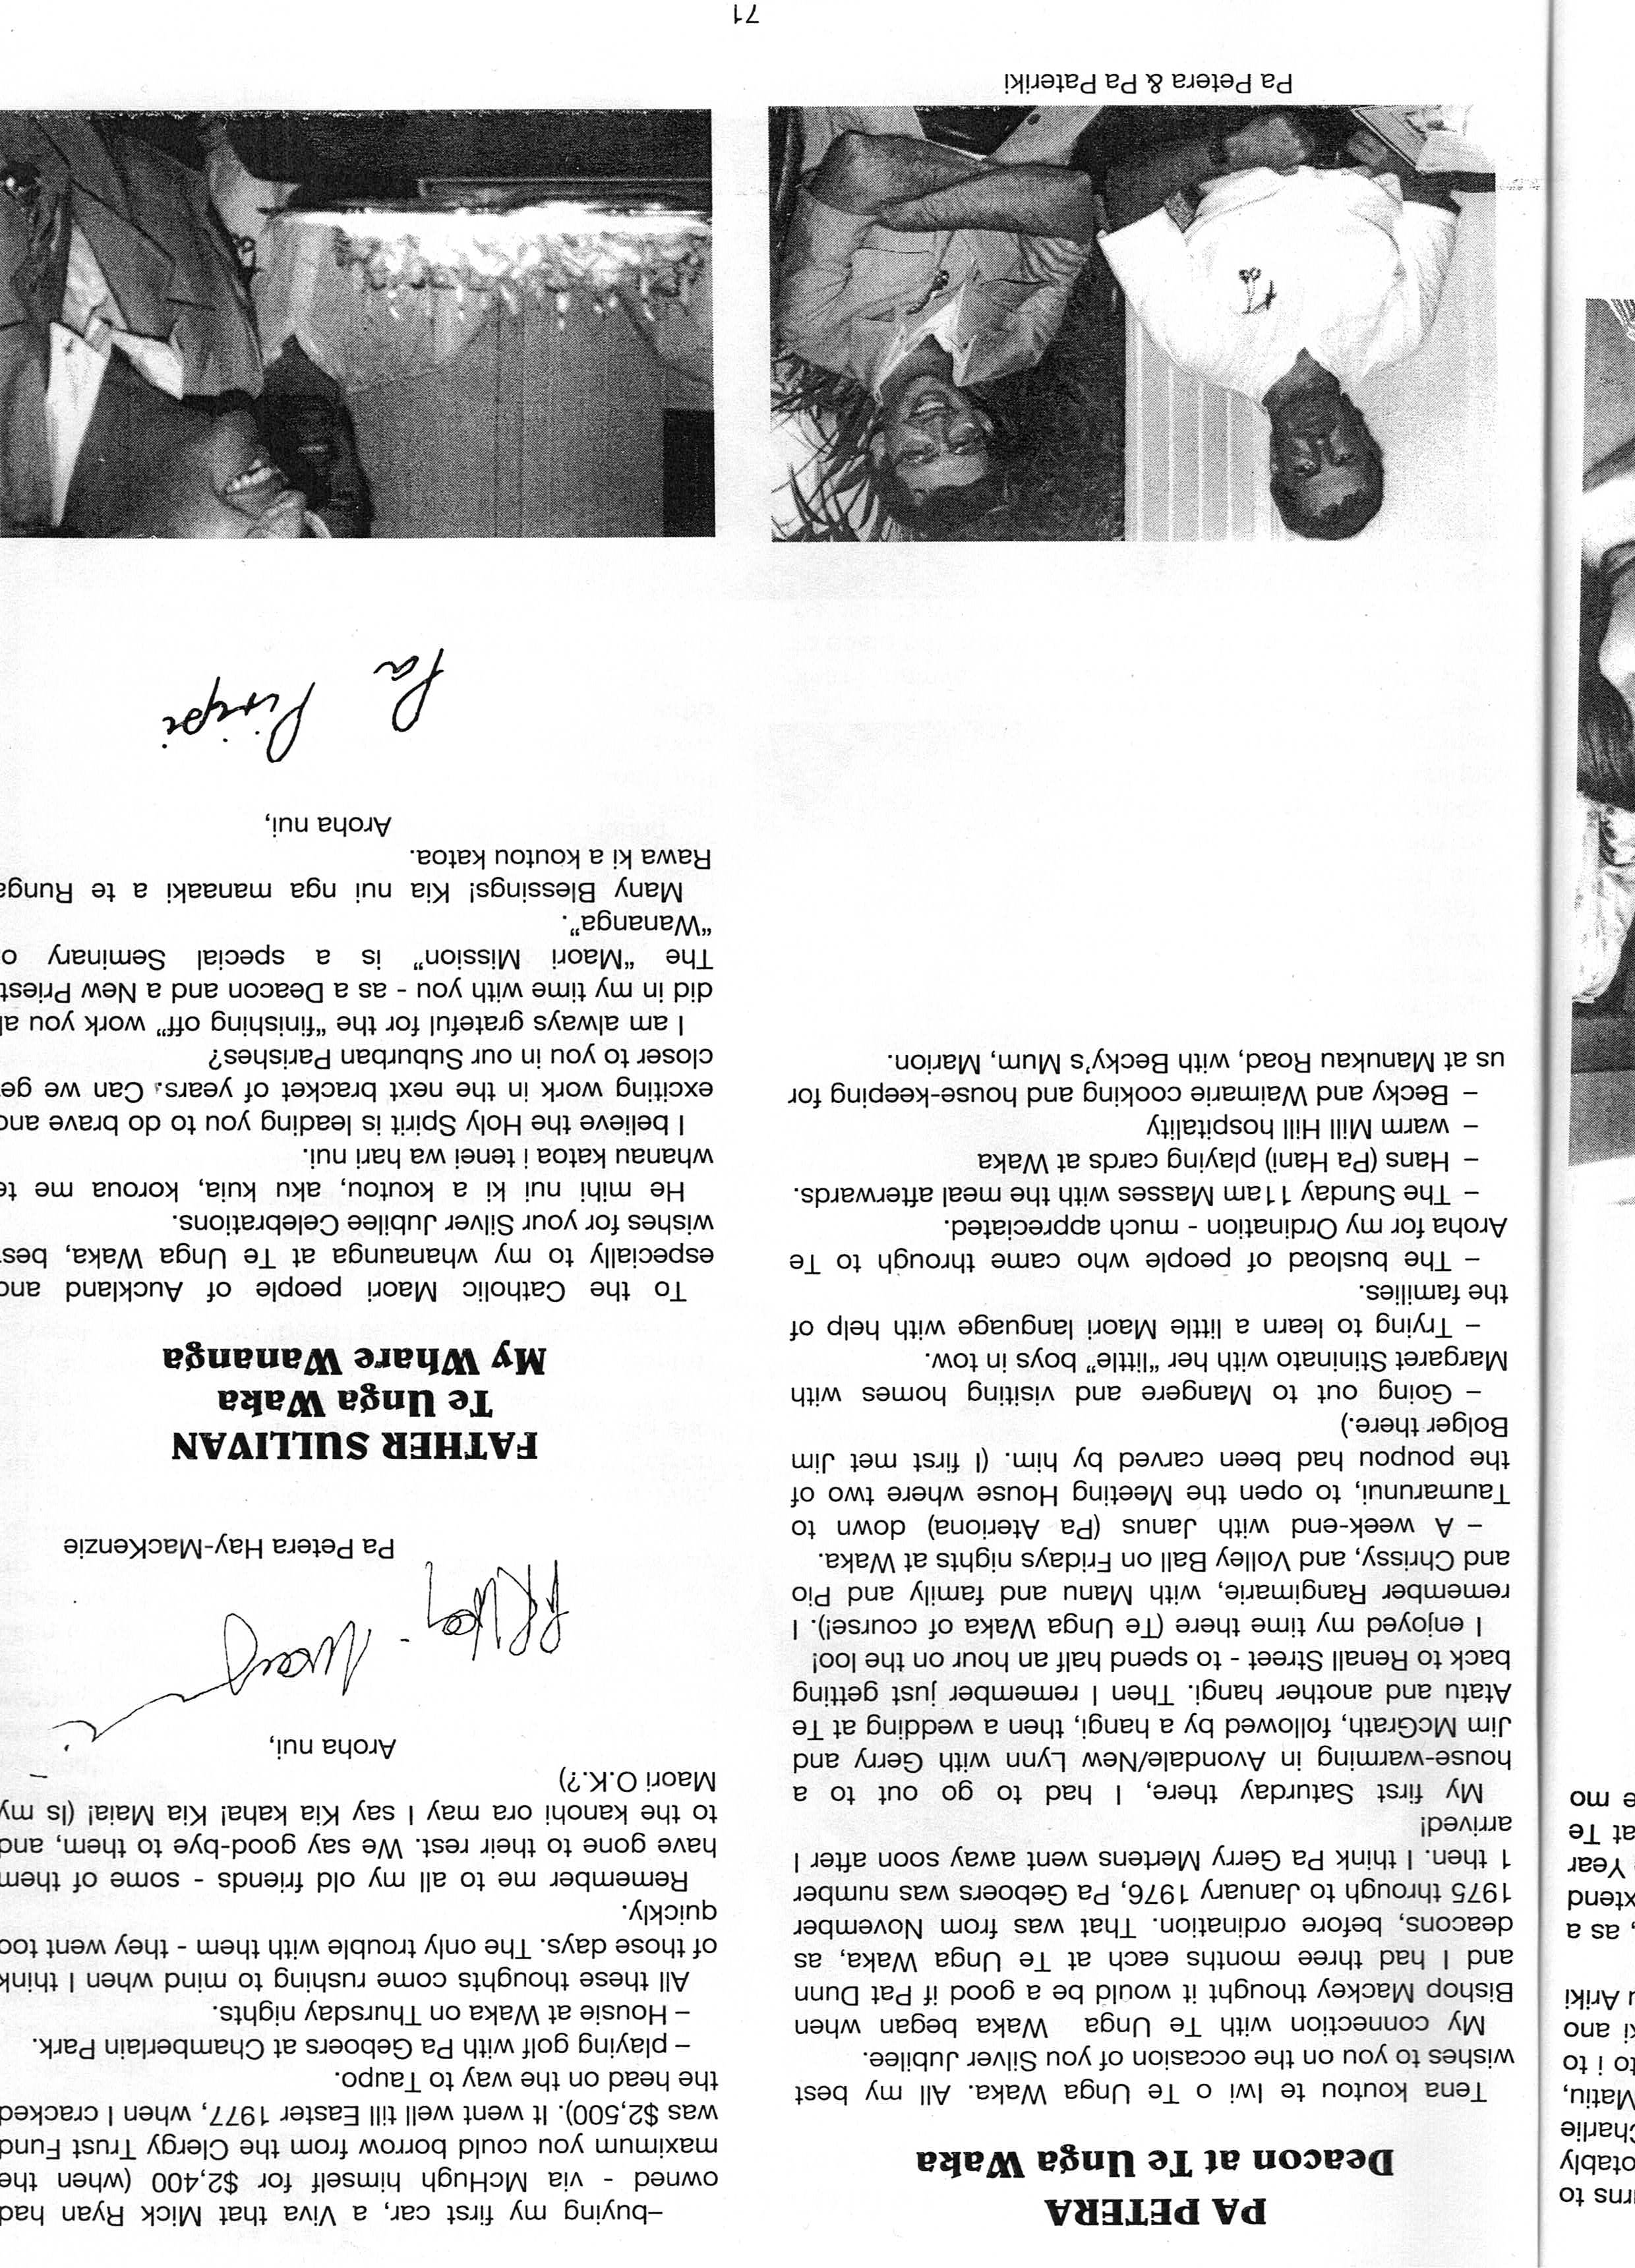 rns to
otably
Charlie
Matiu,
to i to
ki ano
u Ariki
, as a
xtend
Year
at Te
e mo
PA PETERA
Deacon at Te Unga Waka
Tena koutou te Iwi o Te Unga Waka. All my best
wishes to you on the occasion of you Silver Jubilee.
My connection with Te Unga Waka began when
Bishop Mackey thought it would be a good if Pat Dunn
and I had three months each at Te Unga Waka, as
deacons, before ordination. That was from November
1975 through to January 1976, Pa Geboers was number
1 then. I think Pa Gerry Mertens went away soon after I
arrived!
My first Saturday there, I had to go out to a
house-warming in Avondale/New Lynn with Gerry and
Jim McGrath, followed by a hangi, then a wedding at Te
Atatu and another hangi. Then I remember just getting
back to Renall Street - to spend half an hour on the loo!
I enjoyed my time there (Te Unga Waka of course!). I
remember Rangimarie, with Manu and family and Pio
and Chrissy, and Volley Ball on Fridays nights at Waka.
– A week-end with Janus (Pa Ateriona) down to
Taumarunui, to open the Meeting House where two of
the poupou had been carved by him. (I first met Jim
Bolger there.)
– Going out to Mangere and visiting homes with
Margaret Stininato with her “little” boys in tow.
– Trying to learn a little Maori language with help of
the families.
– The busload of people who came through to Te
Aroha for my Ordination - much appreciated.
– The Sunday 11am Masses with the meal afterwards.
– Hans (Pa Hani) playing cards at Waka
– warm Mill Hill hospitality
– Becky and Waimarie cooking and house-keeping for
us at Manukau Road, with Becky’s Mum, Marion.
–buying my first car, a Viva that Mick Ryan had
owned - via McHugh himself for $2,400 (when the
maximum you could borrow from the Clergy Trust Fund
was $2,500). It went well till Easter 1977, when I cracked
the head on the way to Taupo.
– playing golf with Pa Geboers at Chamberlain Park.
– Housie at Waka on Thursday nights.
All these thoughts come rushing to mind when I think
of those days. The only trouble with them - they went too
quickly.
Remember me to all my old friends - some of them
have gone to their rest. We say good-bye to them, and
to the kanohi ora may I say Kia kaha! Kia Maia! (Is my
Maori O.K.?)
Aroha nui,
Pa Petera Hay-MacKenzie
FATHER SULLIVAN
Te Unga Waka
My Whare Wananga
To the Catholic Maori people of Auckland and
especially to my whanaunga at Te Unga Waka, best
wishes for your Silver Jubilee Celebrations.
He mihi nui ki a koutou, aku kuia, koroua me te
whanau katoa i tenei wa hari nui.
I believe the Holy Spirit is leading you to do brave and
exciting work in the next bracket of years. Can we ge
closer to you in our Suburban Parishes?
I am always grateful for the “finishing off” work you al
did in my time with you - as a Deacon and a New Priest
The “Maori Mission” is a special Seminary o
“Wananga”.
Many Blessings! Kia nui nga manaaki a te Runga
Rawa ki a koutou katoa.
Aroha nui,
Pa Piripi
Pa Petera & Pa Pateriki
71